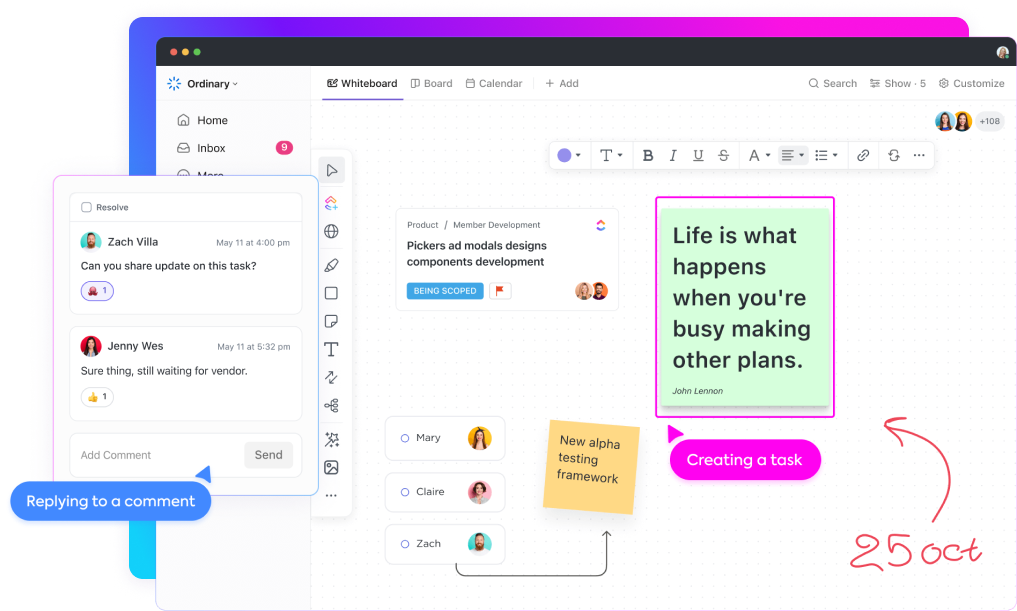 Ordinary
Whiteboard
Board
Calendar
+ Add
Search
Show · 5
Customize
Home
Inbox
9
More
+108
T
B I U S
A
Resolve
Zach Villa
May 11 at 4:00 pm
Can you share update on this task?
1
Jenny Wes
May 11 at 5:32 pm
Sure thing, still waiting for vendor.
1
Add Comment
Send
Replying to a comment
T
Product / Member Development
Pickers ad modals designs
components development
BEING SCOPED
Life is what
happens
when you're
busy making
other plans.
John Lennon
Creating a task
Mary
Claire
Zach
New alpha
testing
framework
25 oct